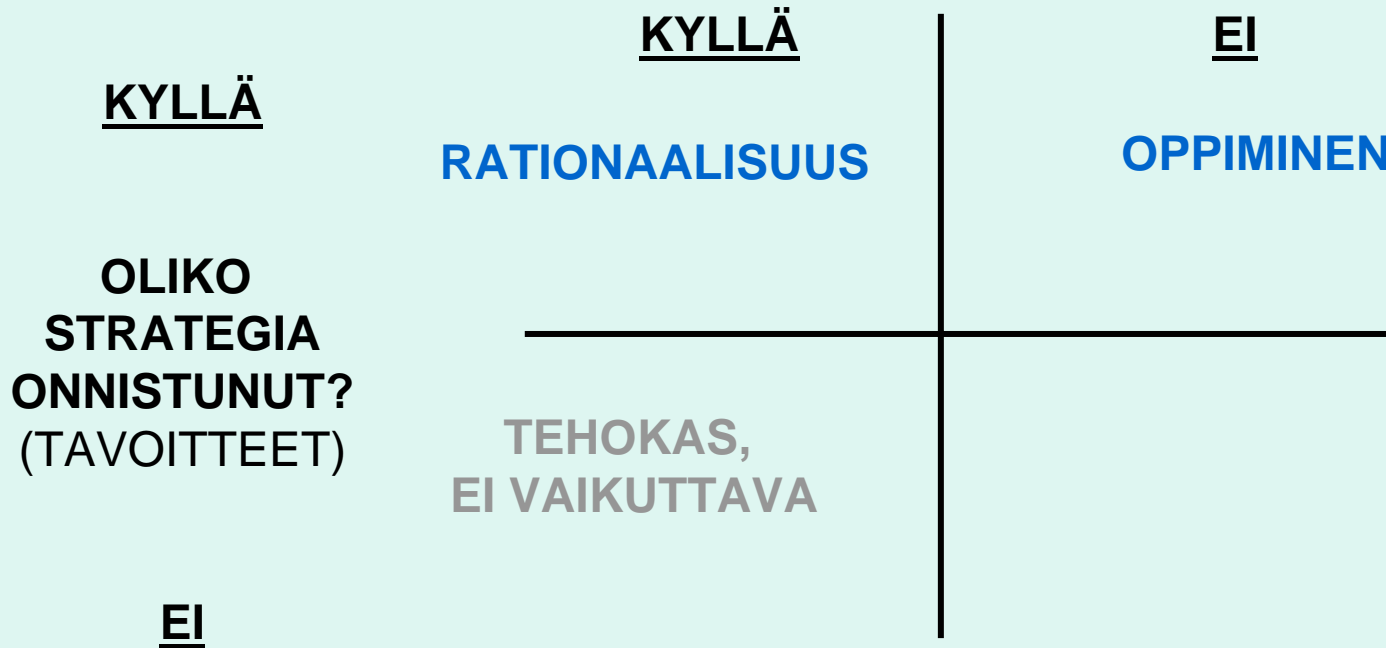 KYLLÄ
EI
KYLLÄ
RATIONAALISUUS
OPPIMINEN
OLIKO
STRATEGIA
ONNISTUNUT?
(TAVOITTEET)
TEHOKAS,
EI VAIKUTTAVA
EI